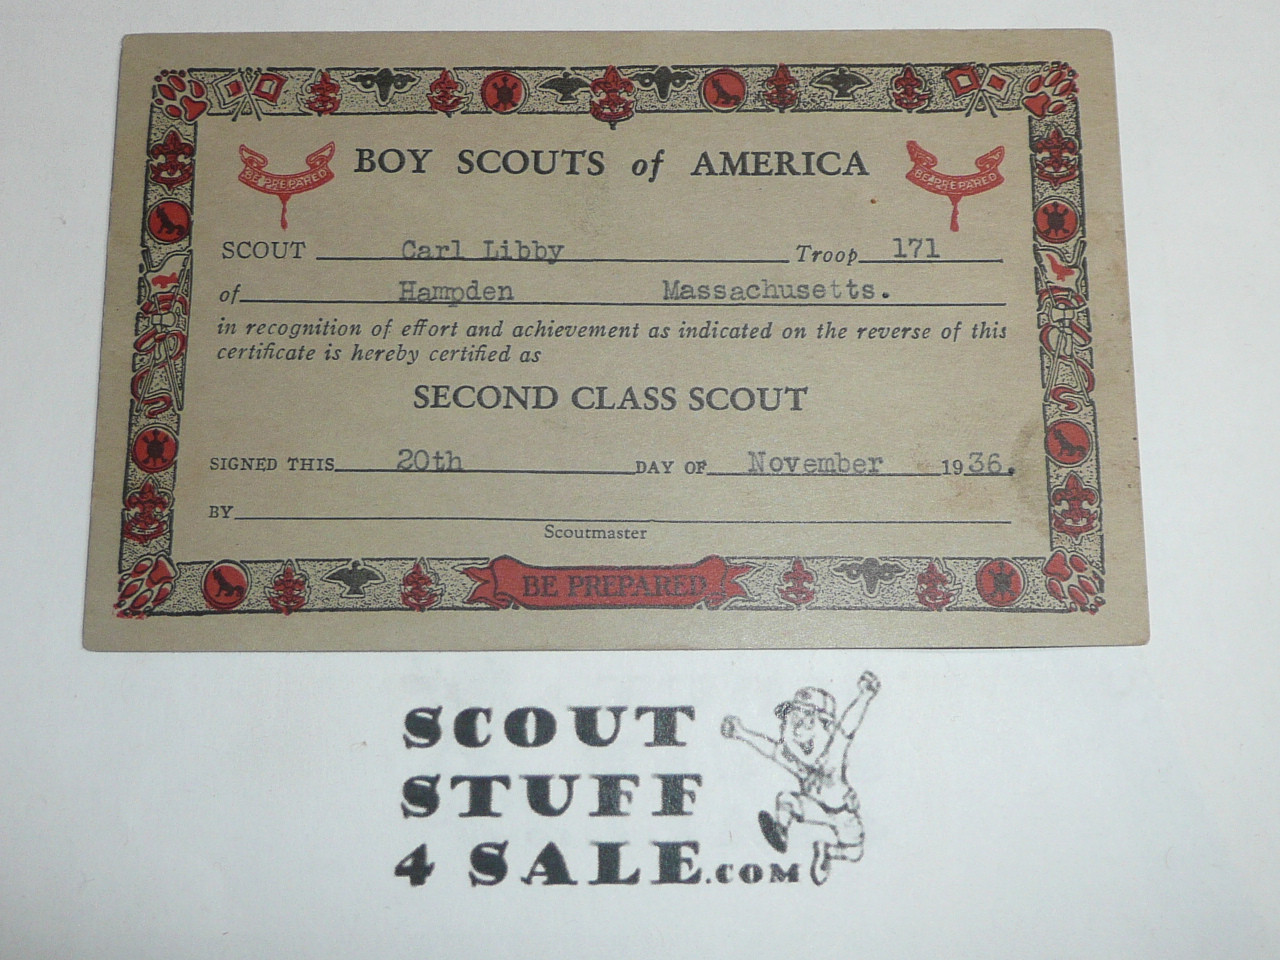 BOY SCOUTS of AMERICA
BE PREPARED
BE PREPARED
SCOUT Carl Libby Troop 171
of Hampden Massachusetts.
in recognition of effort and achievement as indicated on the reverse of this
certificate is hereby certified as
SECOND CLASS SCOUT
SIGNED THIS 20th DAY OF November 1936.
BY
Scoutmaster
BE PREPARED
SCOUT
STUFF
4 SALE.COM